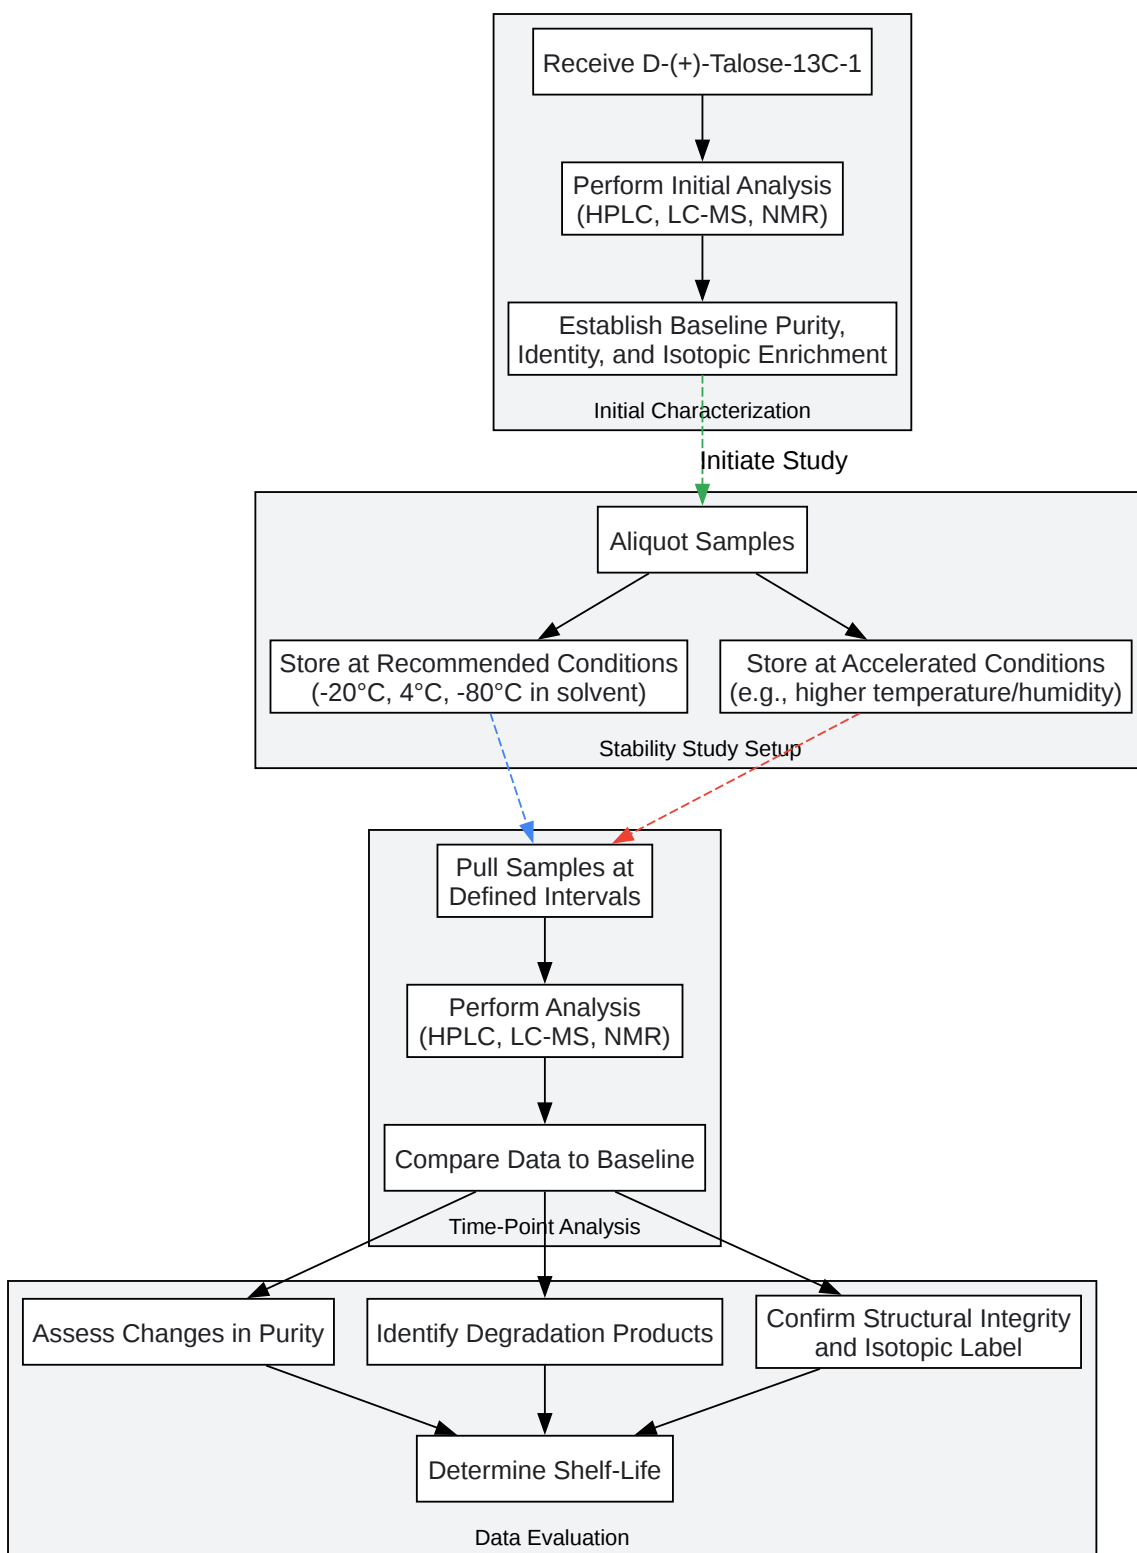 Receive D-(+)-Talose-13C-1
Perform Initial Analysis
(HPLC, LC-MS, NMR)
Establish Baseline Purity,
Identity, and Isotopic Enrichment
Initial Characterization
Initiate Study
Aliquot Samples
Store at Recommended Conditions
(-20°C, 4°C, -80°C in solvent)
Store at Accelerated Conditions
(e.g., higher temperature/humidity)
Stability Study Setup
Pull Samples at
Defined Intervals
Perform Analysis
(HPLC, LC-MS, NMR)
Compare Data to Baseline
Time-Point Analysis
Assess Changes in Purity
Identify Degradation Products
Confirm Structural Integrity
and Isotopic Label
Determine Shelf-Life
Data Evaluation